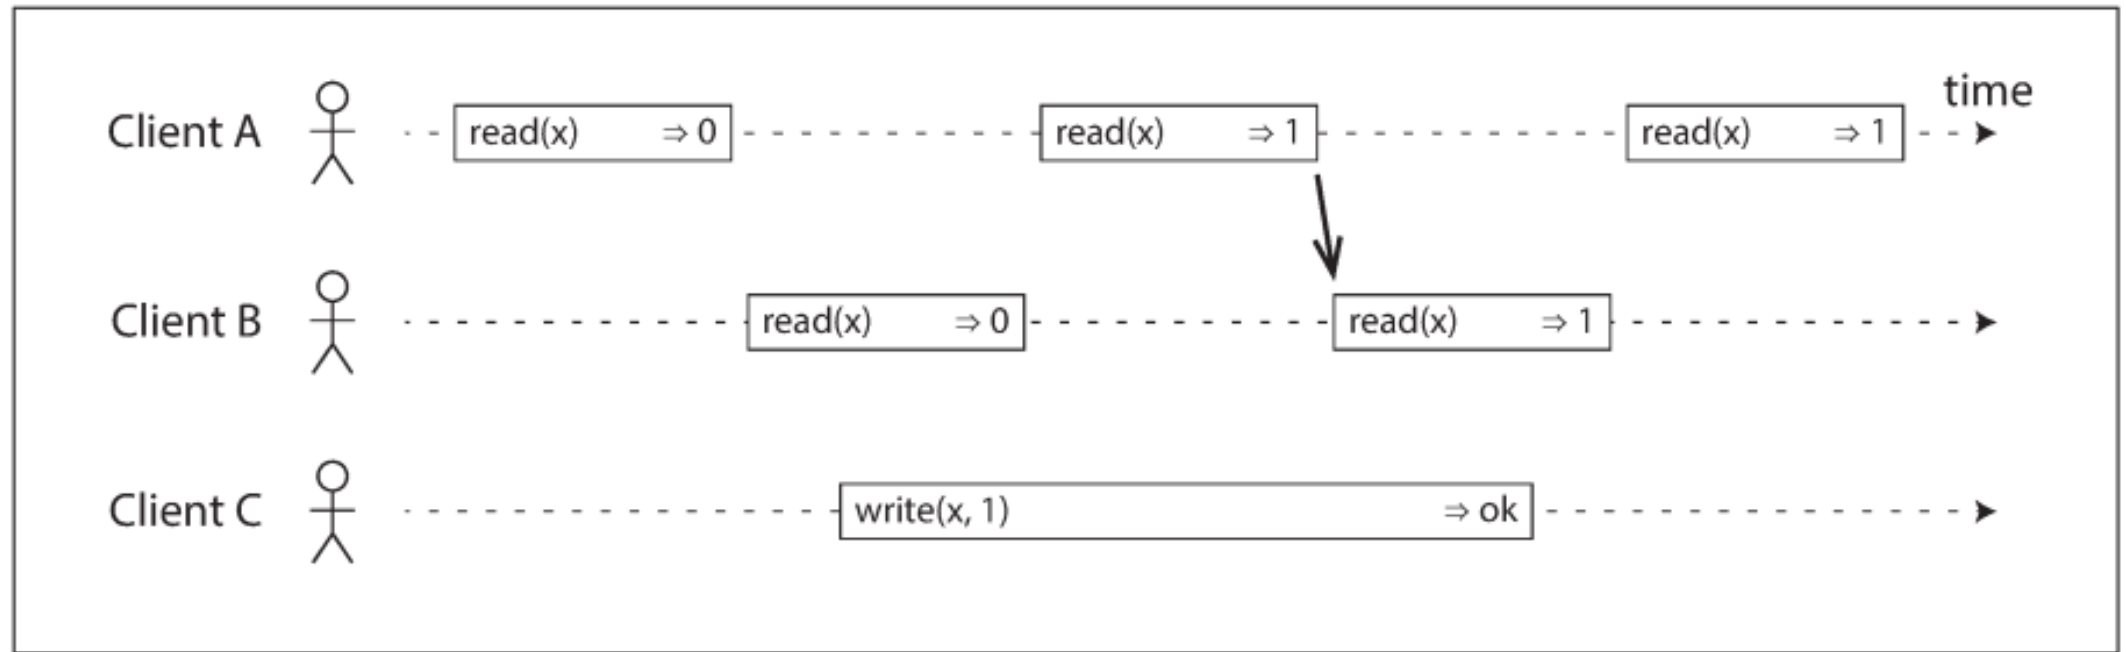 time
Client A read(x) ⇒ 0 read(x) ⇒ 1 read(x) ⇒ 1
Client B read(x) ⇒ 0 read(x) ⇒ 1
Client C write(x, 1) ⇒ ok